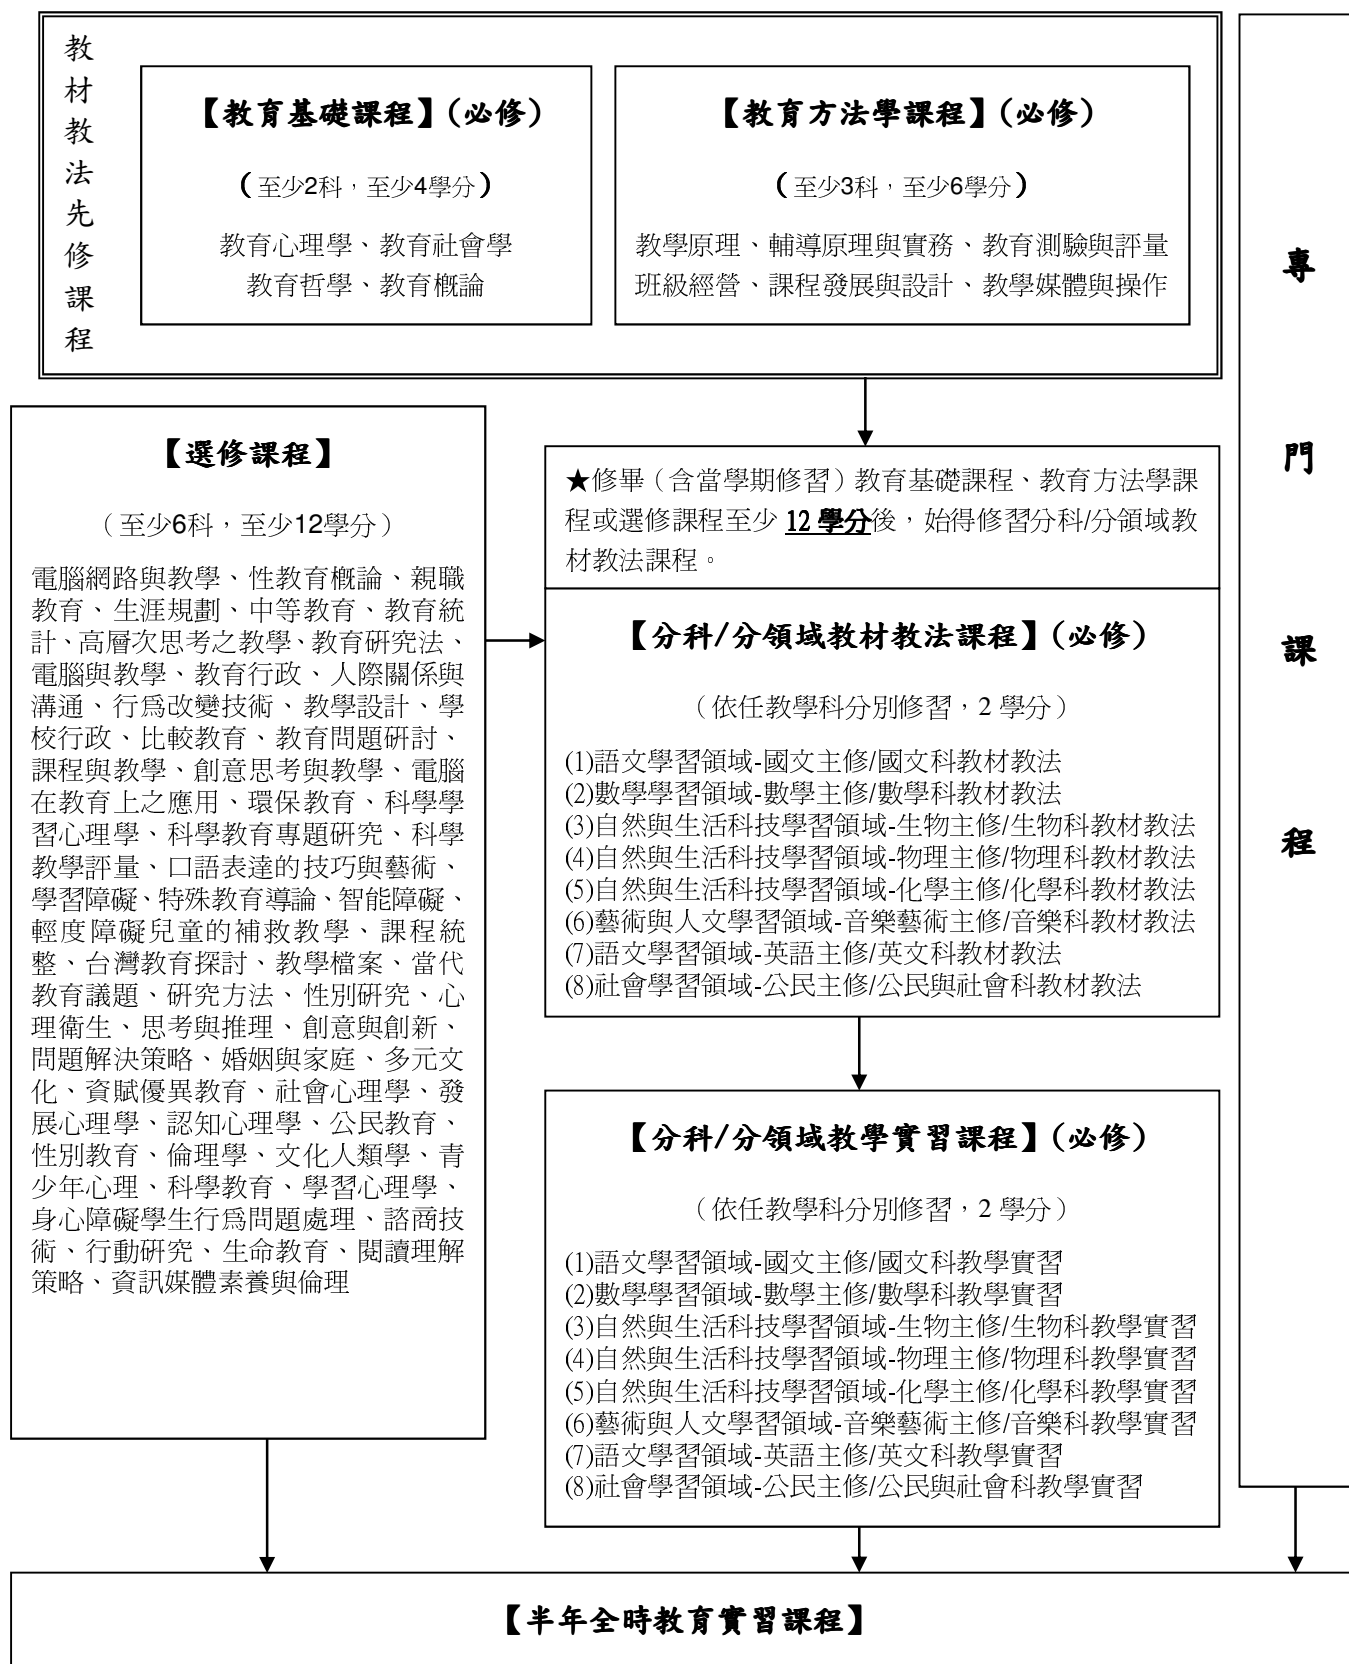 教材教法先修課程
【教育基礎課程】(必修)
(至少2科，至少4學分)
教育心理學、教育社會學
教育哲學、教育概論
【教育方法學課程】(必修)
(至少3科，至少6學分)
教學原理、輔導原理與實務、教育測驗與評量
班級經營、課程發展與設計、教學媒體與操作
專門課程
【選修課程】
（至少6科，至少12學分）
電腦網路與教學、性教育概論、親職
教育、生涯規劃、中等教育、教育統
計、高層次思考之教學、教育研究法、
電腦與教學、教育行政、人際關係與
溝通、行為改變技術、教學設計、學
校行政、比較教育、教育問題研討、
課程與教學、創意思考與教學、電腦
在教育上之應用、環保教育、科學學
習心理學、科學教育專題研究、科學
教學評量、口語表達的技巧與藝術、
學習障礙、特殊教育導論、智能障礙、
輕度障礙兒童的補救教學、課程統
整、台灣教育探討、教學檔案、當代
教育議題、研究方法、性別研究、心
理衛生、思考與推理、創意與創新、
問題解決策略、婚姻與家庭、多元文
化、資賦優異教育、社會心理學、發
展心理學、認知心理學、公民教育、
性別教育、倫理學、文化人類學、青
少年心理、科學教育、學習心理學、
身心障礙學生行為問題處理、諮商技
術、行動研究、生命教育、閱讀理解
策略、資訊媒體素養與倫理
★修畢（含當學期修習）教育基礎課程、教育方法學課
程或選修課程至少 12 學分後，始得修習分科/分領域教
材教法課程。
【分科/分領域教材教法課程】(必修)
（依任教學科分別修習，2 學分）
(1)語文學習領域-國文主修/國文科教材教法
(2)數學學習領域-數學主修/數學科教材教法
(3)自然與生活科技學習領域-生物主修/生物科教材教法
(4)自然與生活科技學習領域-物理主修/物理科教材教法
(5)自然與生活科技學習領域-化學主修/化學科教材教法
(6)藝術與人文學習領域-音樂藝術主修/音樂科教材教法
(7)語文學習領域-英語主修/英文科教材教法
(8)社會學習領域-公民主修/公民與社會科教材教法
【分科/分領域教學實習課程】(必修)
（依任教學科分別修習，2 學分）
(1)語文學習領域-國文主修/國文科教學實習
(2)數學學習領域-數學主修/數學科教學實習
(3)自然與生活科技學習領域-生物主修/生物科教學實習
(4)自然與生活科技學習領域-物理主修/物理科教學實習
(5)自然與生活科技學習領域-化學主修/化學科教學實習
(6)藝術與人文學習領域-音樂藝術主修/音樂科教學實習
(7)語文學習領域-英語主修/英文科教學實習
(8)社會學習領域-公民主修/公民與社會科教學實習
【半年全時教育實習課程】